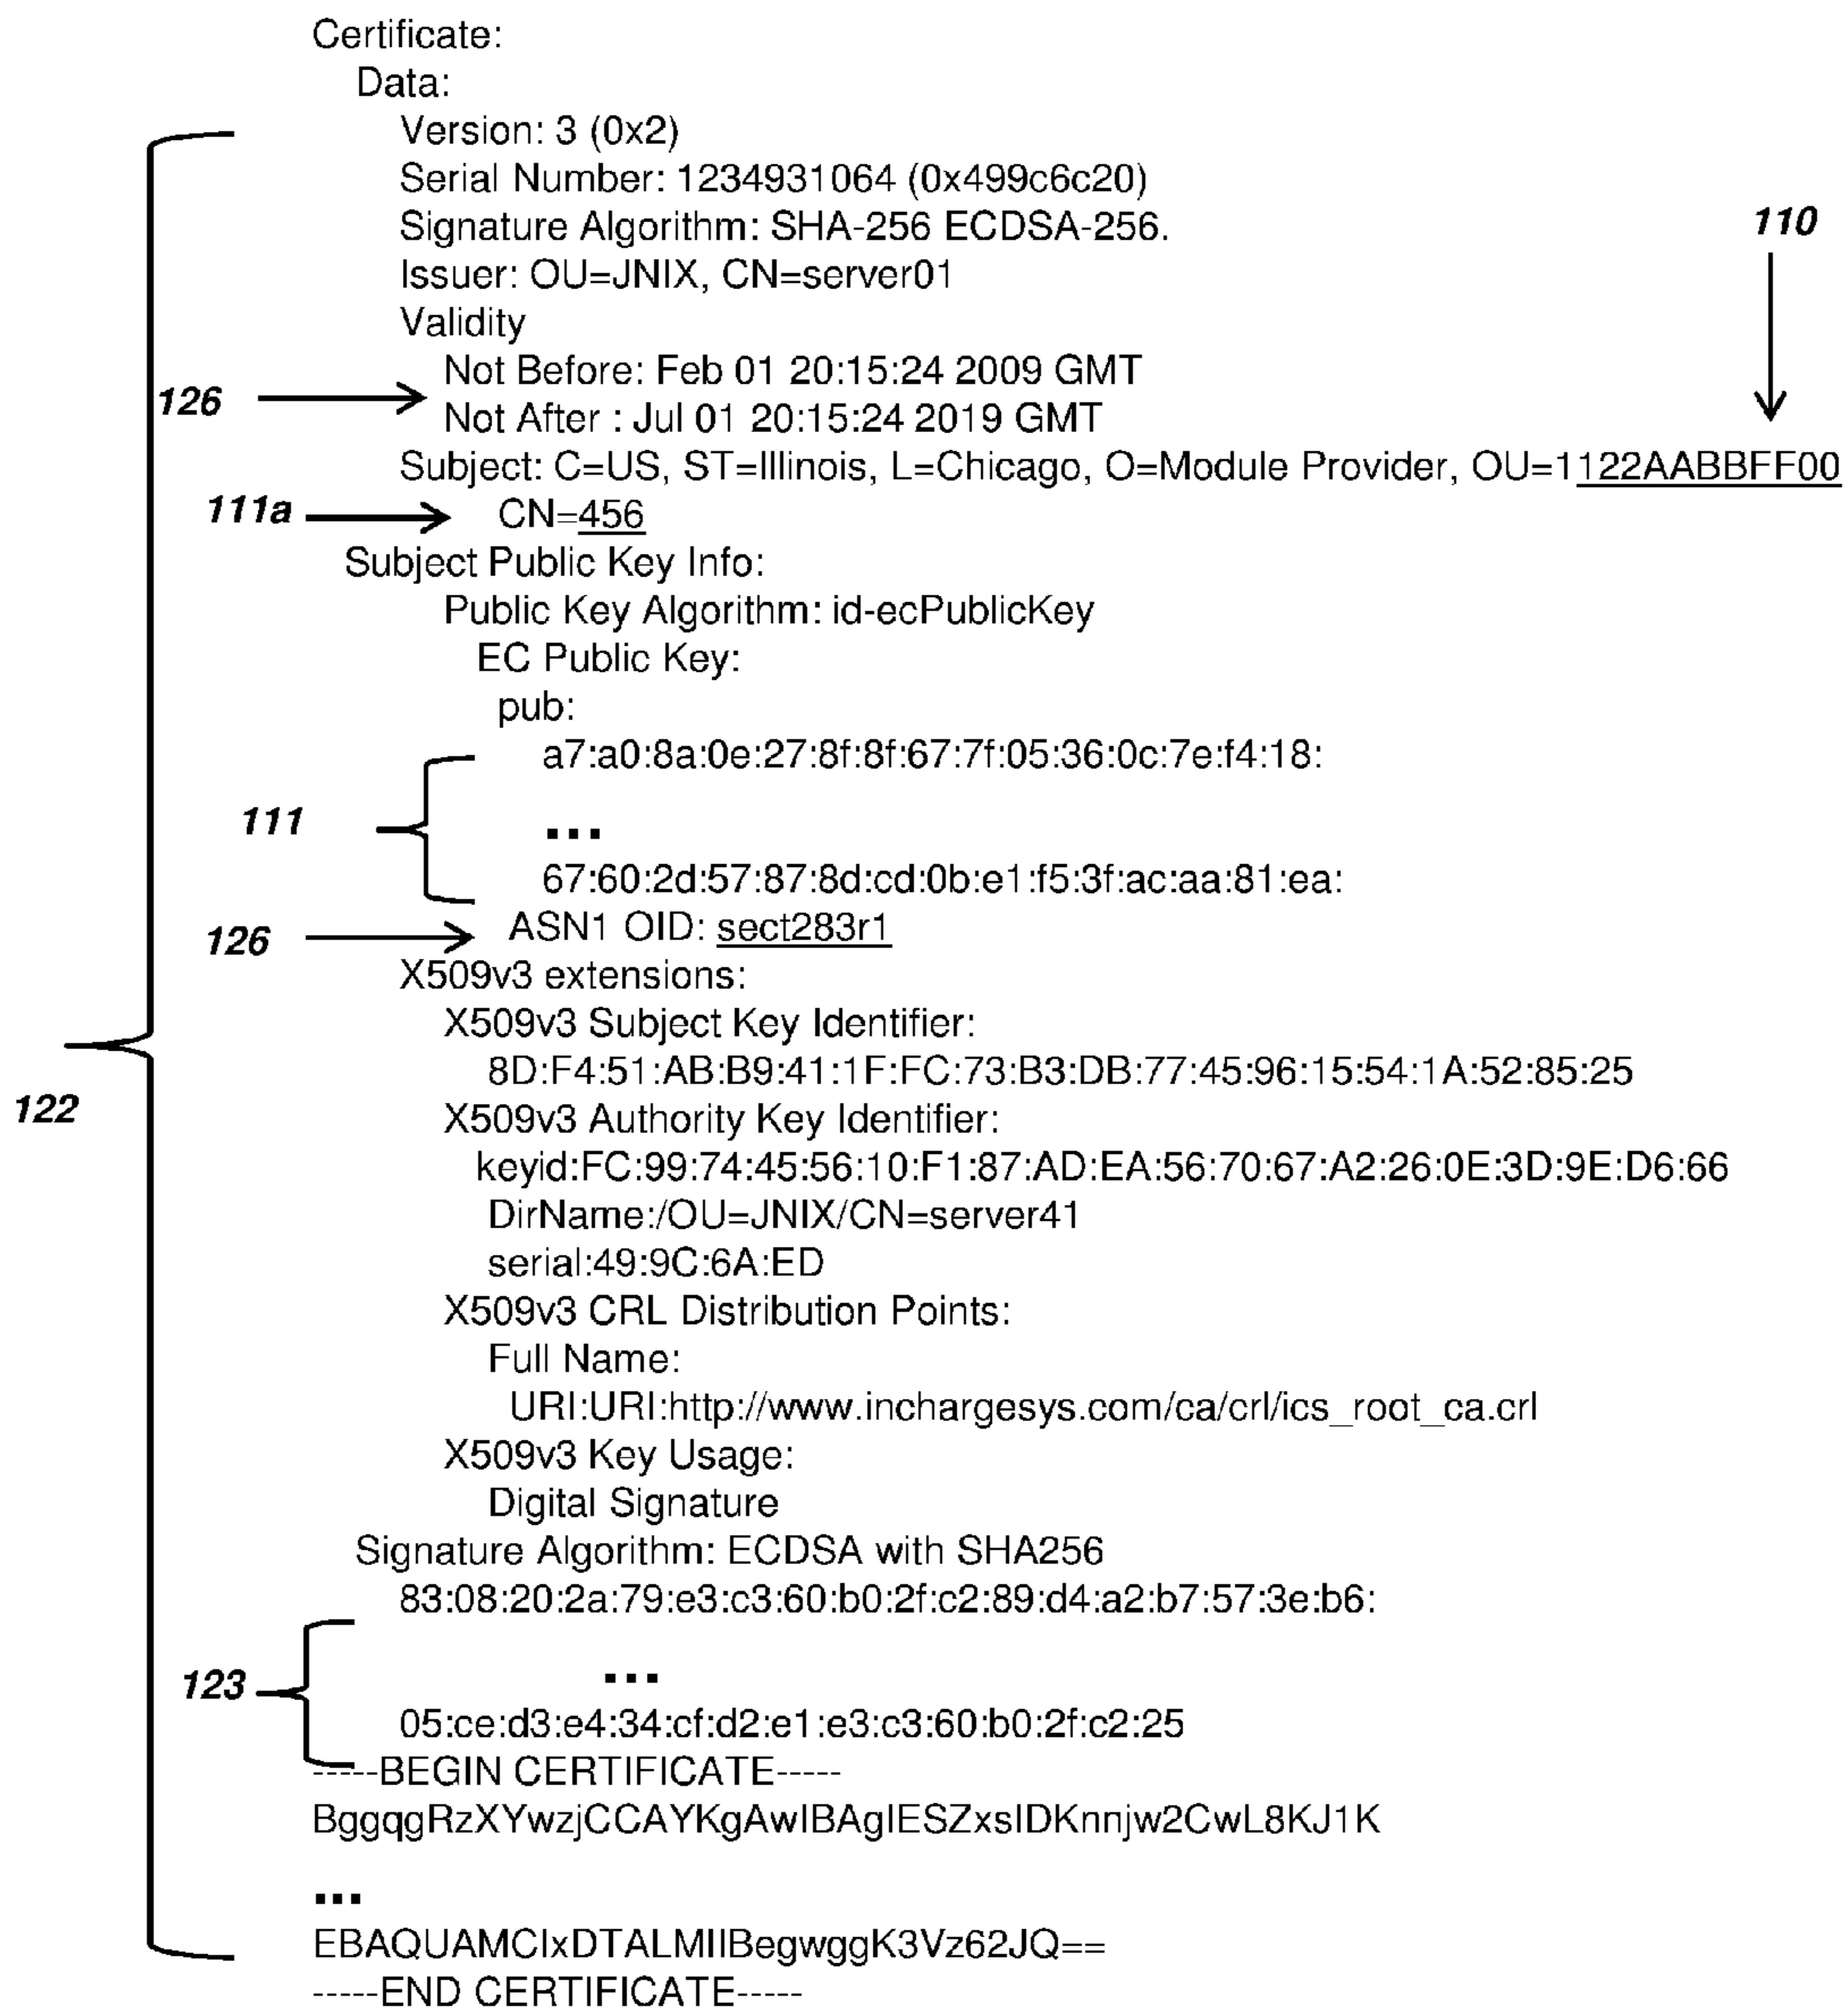 Certificate:
Data:
Version: 3 (0x2)
Serial Number: 1234931064 (0x499c6c20)
Signature Algorithm: SHA-256 ECDSA-256.
110
Issuer: OU=JNIX, CN=server01
Validity
Not Before: Feb 01 20:15:24 2009 GMT
126
Not After : Jul 01 20:15:24 2019 GMT
Subject: C=US, ST=Illinois, L=Chicago, O=Module Provider, OU=1122AABBFF00
111a CN=456
Subject Public Key Info:
Public Key Algorithm: id-ecPublicKey
EC Public Key:
pub:
a7:a0:8a:0e:27:8f:8f:67:7f:05:36:0c:7e:f4:18:
111 ...
67:60:2d:57:87:8d:cd:0b:e1:f5:3f:ac:aa:81:ea:
126 ASN1 OID: sect283r1
X509v3 extensions:
X509v3 Subject Key Identifier:
8D:F4:51:AB:B9:41:1F:FC:73:B3:DB:77:45:96:15:54:1A:52:85:25
122
X509v3 Authority Key Identifier:
keyid:FC:99:74:45:56:10:F1:87:AD:EA:56:70:67:A2:26:0E:3D:9E:D6:66
DirName:/OU=JNIX/CN=server41
serial:49:9C:6A:ED
X509v3 CRL Distribution Points:
Full Name:
URI:URI:http://www.inchargesys.com/ca/crl/ics_root_ca.crl
X509v3 Key Usage:
Digital Signature
Signature Algorithm: ECDSA with SHA256
83:08:20:2a:79:e3:c3:60:b0:2f:c2:89:d4:a2:b7:57:3e:b6:
123 ...
05:ce:d3:e4:34:cf:d2:e1:e3:c3:60:b0:2f:c2:25
-----BEGIN CERTIFICATE-----
BggqgRzXYwzjCCAYKgAwIBAgIESZxsIDKnnjw2CwL8KJ1K
...
EBAQUAMCIxDTALMIIBegwggK3Vz62JQ==
-----END CERTIFICATE-----